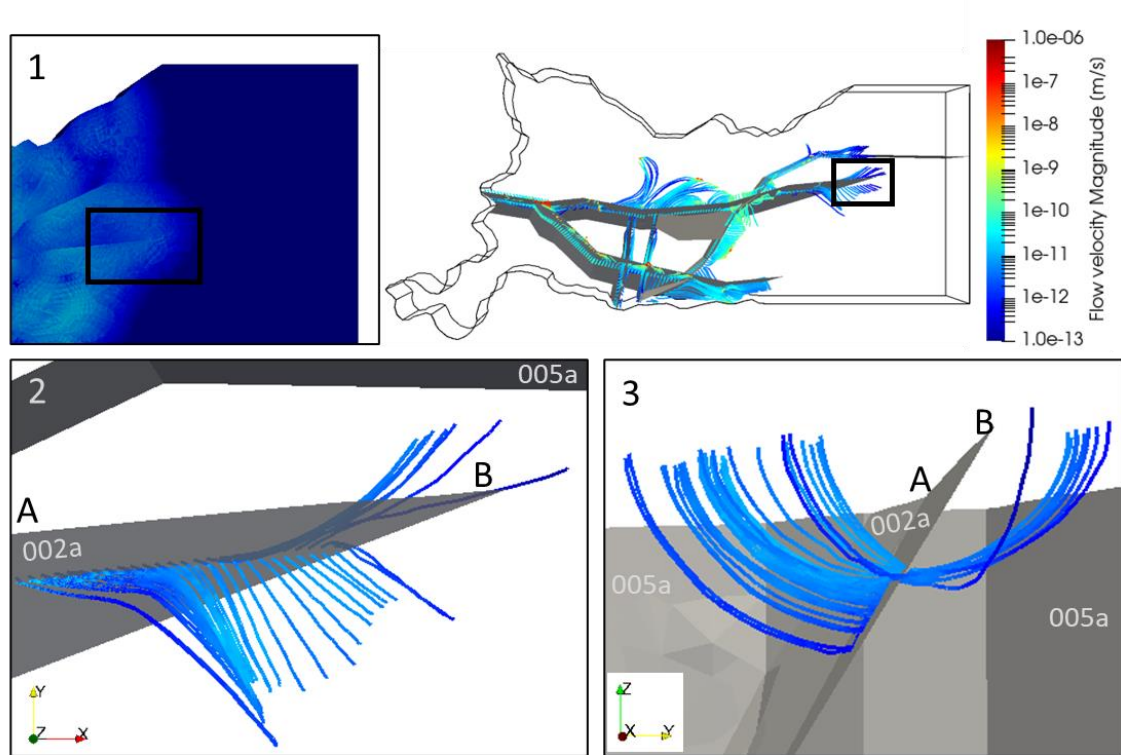 1
1.0e-06
1e-7
1e-8
1e-9
1e-10
1e-11
1e-12
1.0e-13
Flow velocity Magnitude (m/s)
2
005a
A
B
002a
Y
Z
X
3
B
A
002a
005a
005a
Z
X
Y